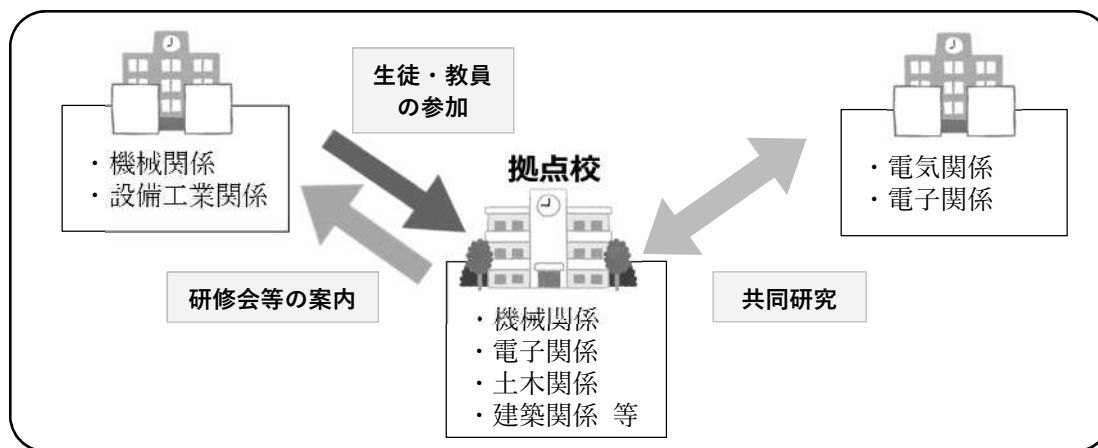 生徒・教員
の参加
・機械関係
・設備工業関係
拠点校
・電気関係
・電子関係
研修会等の案内
共同研究
・機械関係
・電子関係
・土木関係
・建築関係 等